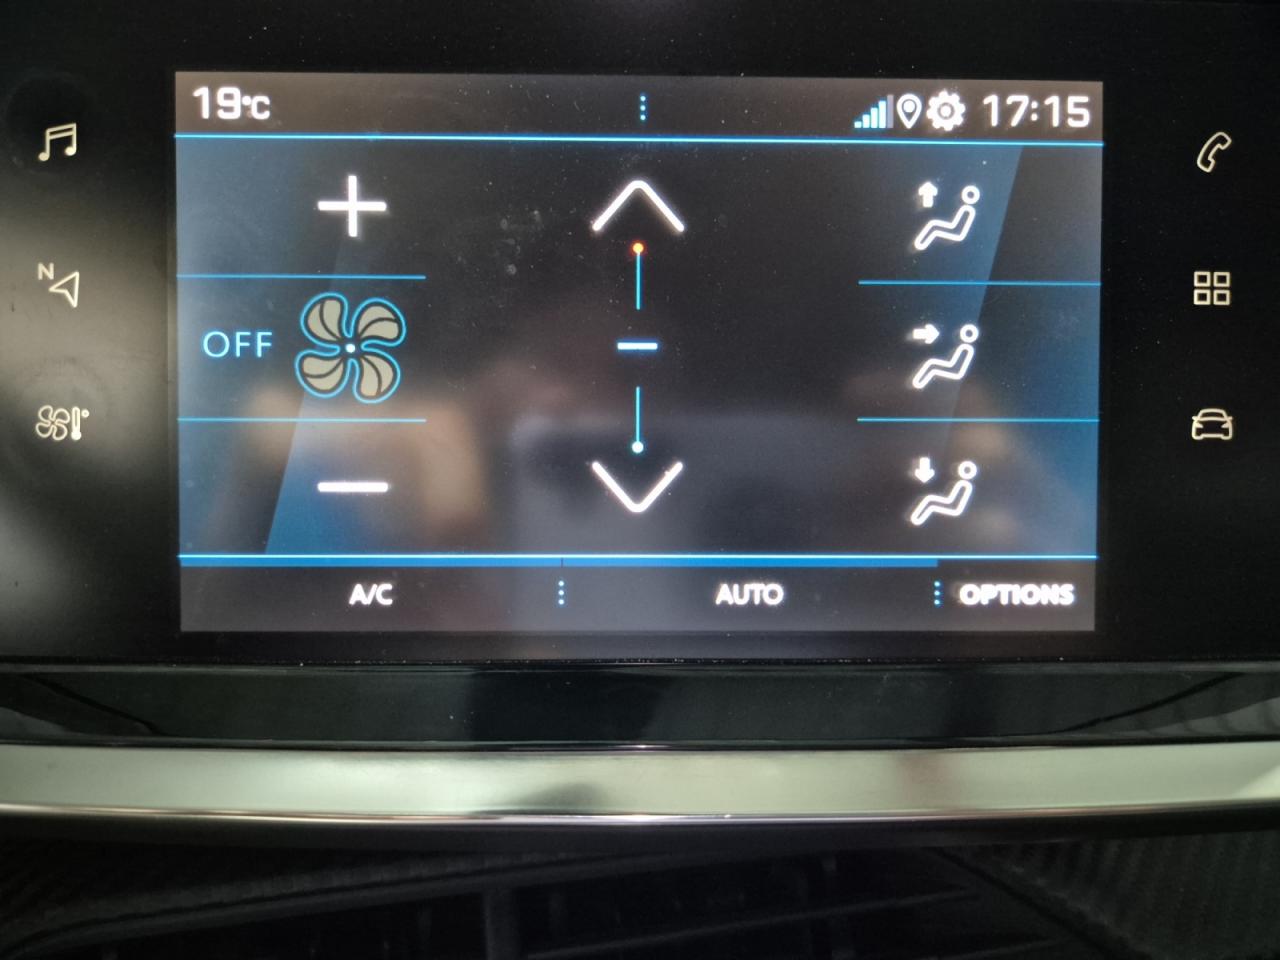 19°C 17:15
N
OFF
A/C AUTO OPTIONS